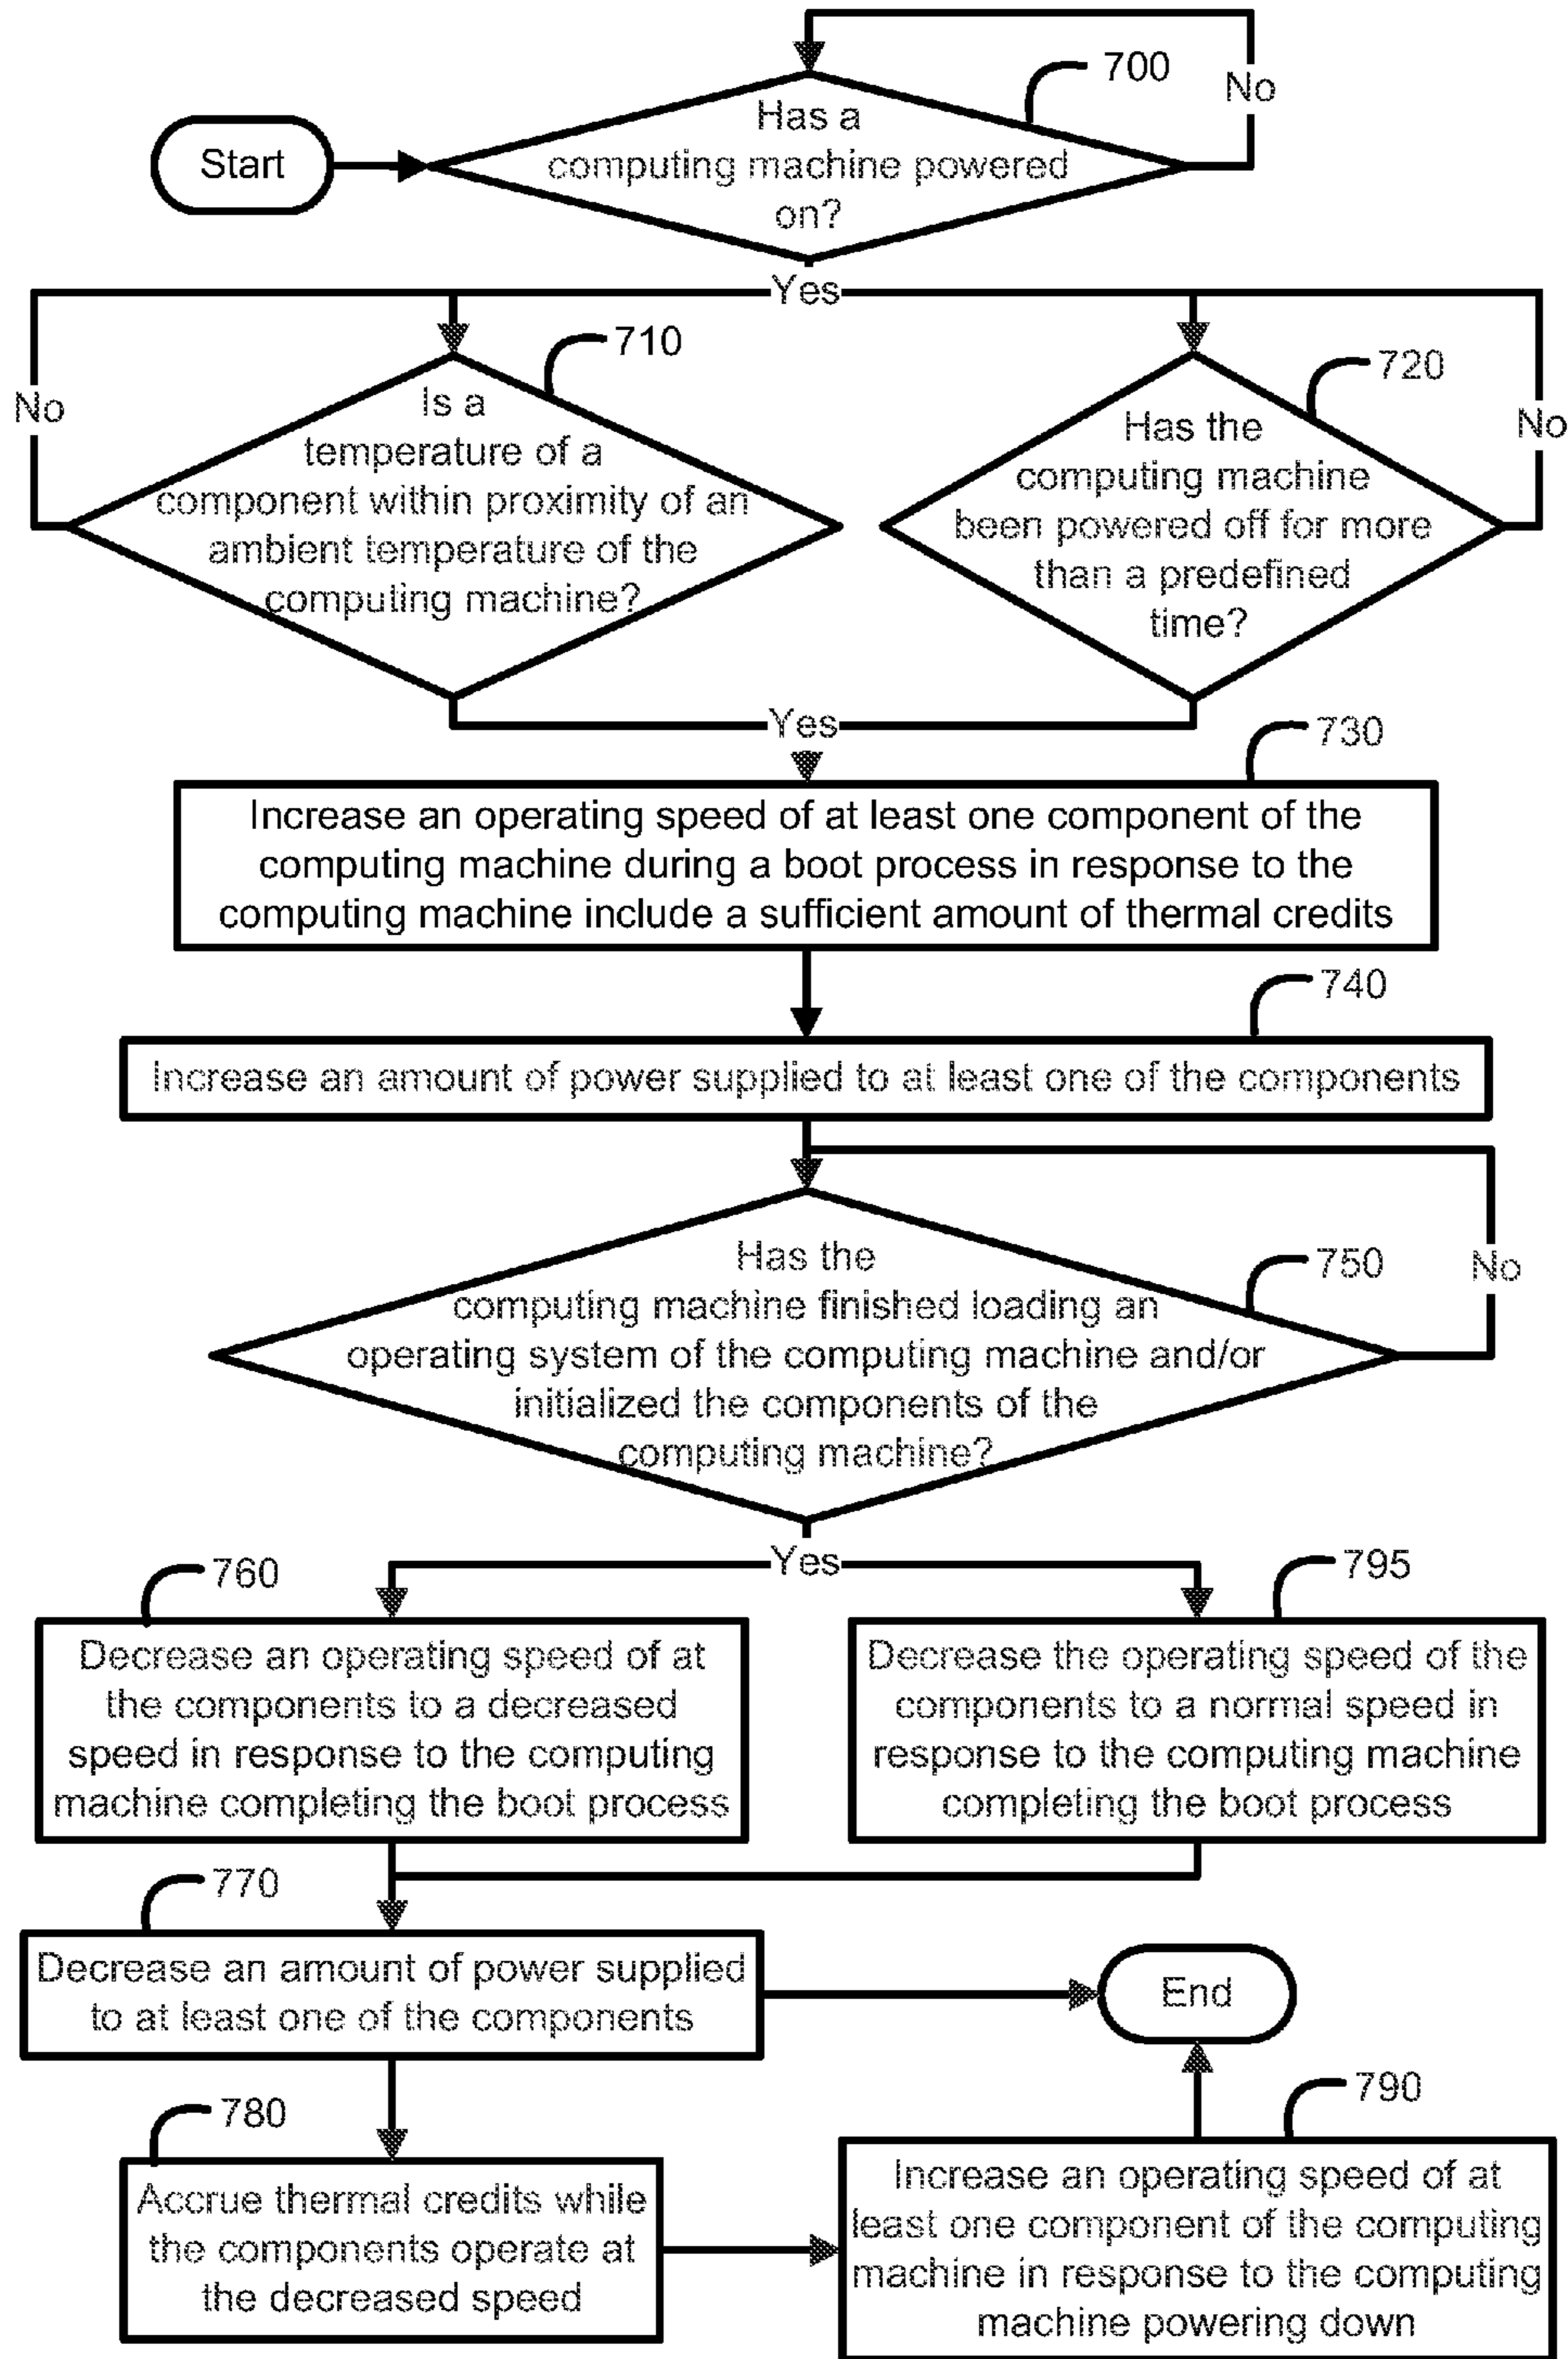 700
No
Has a
computing machine powered
on?
Start
Yes
710
720
No
Is a
temperature of a
component within proximity of an
ambient temperature of the
computing machine?
No
Has the
computing machine
been powered off for more
than a predefined
time?
Yes
730
Increase an operating speed of at least one component of the
computing machine during a boot process in response to the
computing machine include a sufficient amount of thermal credits
740
Increase an amount of power supplied to at least one of the components
750
No
Has the
computing machine finished loading an
operating system of the computing machine and/or
initialized the components of the
computing machine?
Yes
760
795
Decrease an operating speed of at
the components to a decreased
speed in response to the computing
machine completing the boot process
Decrease the operating speed of the
components to a normal speed in
response to the computing machine
completing the boot process
770
Decrease an amount of power supplied
to at least one of the components
End
780
790
Accrue thermal credits while
the components operate at
the decreased speed
Increase an operating speed of at
least one component of the computing
machine in response to the computing
machine powering down